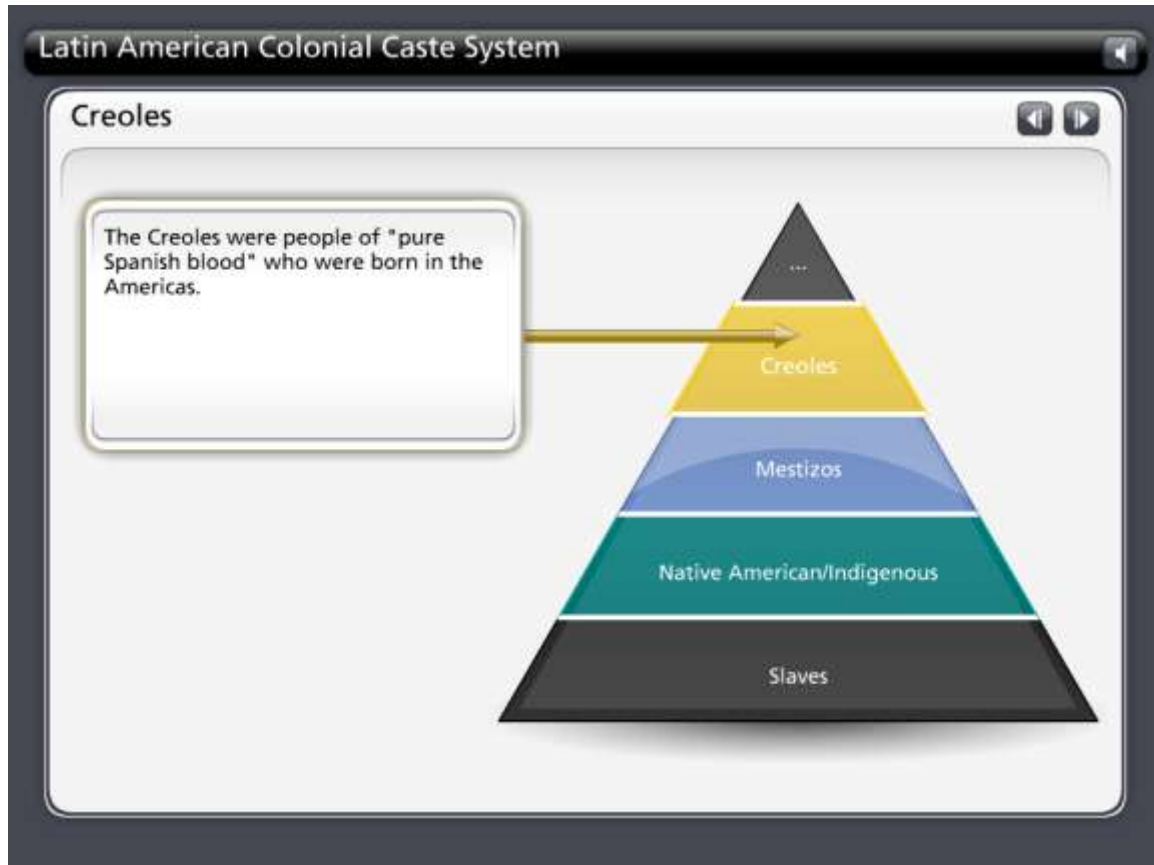 Latin American Colonial Caste System
Creoles
The Creoles were people of "pure
Spanish blood" who were born in the
Americas.
...
Creoles
Mestizos
Native American/Indigenous
Slaves